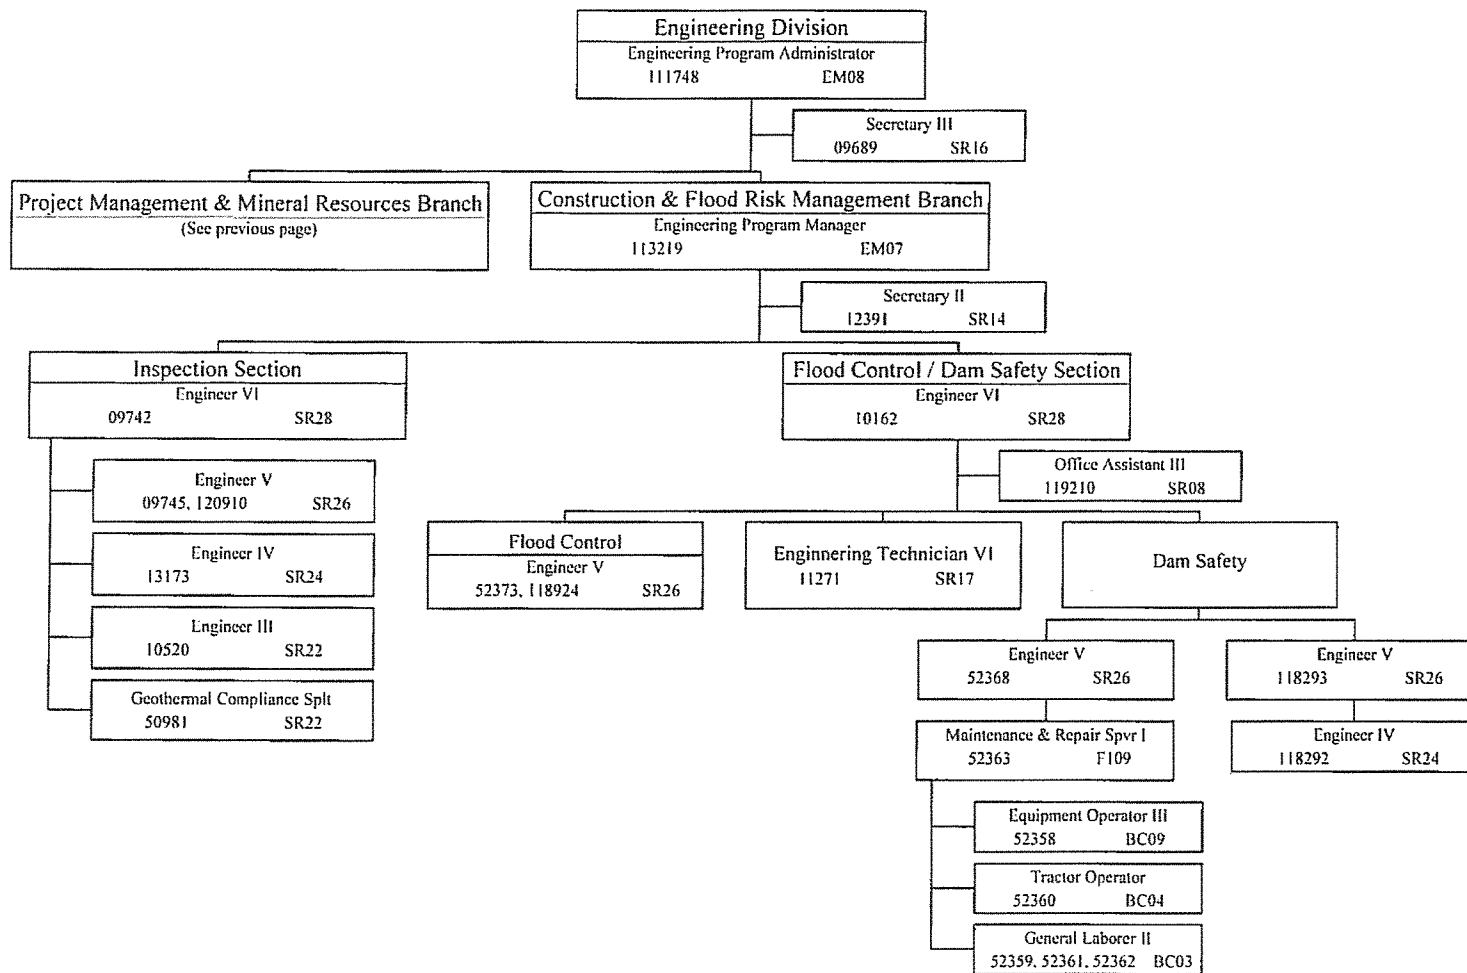 Engineering Division
Engineering Program Administrator
111748 EM08
Secretary III
09689 SR16
Project Management & Mineral Resources Branch
(See previous page)
Construction & Flood Risk Management Branch
Engineering Program Manager
113219 EM07
Secretary II
12391 SR14
Inspection Section
Engineer VI
09742 SR28
Engineer V
09745, 120910 SR26
Engineer IV
13173 SR24
Engineer III
10520 SR22
Geothermal Compliance Splt
50981 SR22
Flood Control / Dam Safety Section
Engineer VI
10162 SR28
Office Assistant III
119210 SR08
Flood Control
Engineer V
52373, 118924 SR26
Enginnering Technician VI
11271 SR17
Dam Safety
Engineer V
52368 SR26
Maintenance & Repair Spvr I
52363 F109
Equipment Operator III
52358 BC09
Tractor Operator
52360 BC04
General Laborer II
52359, 52361, 52362 BC03
Engineer V
118293 SR26
Engineer IV
118292 SR24